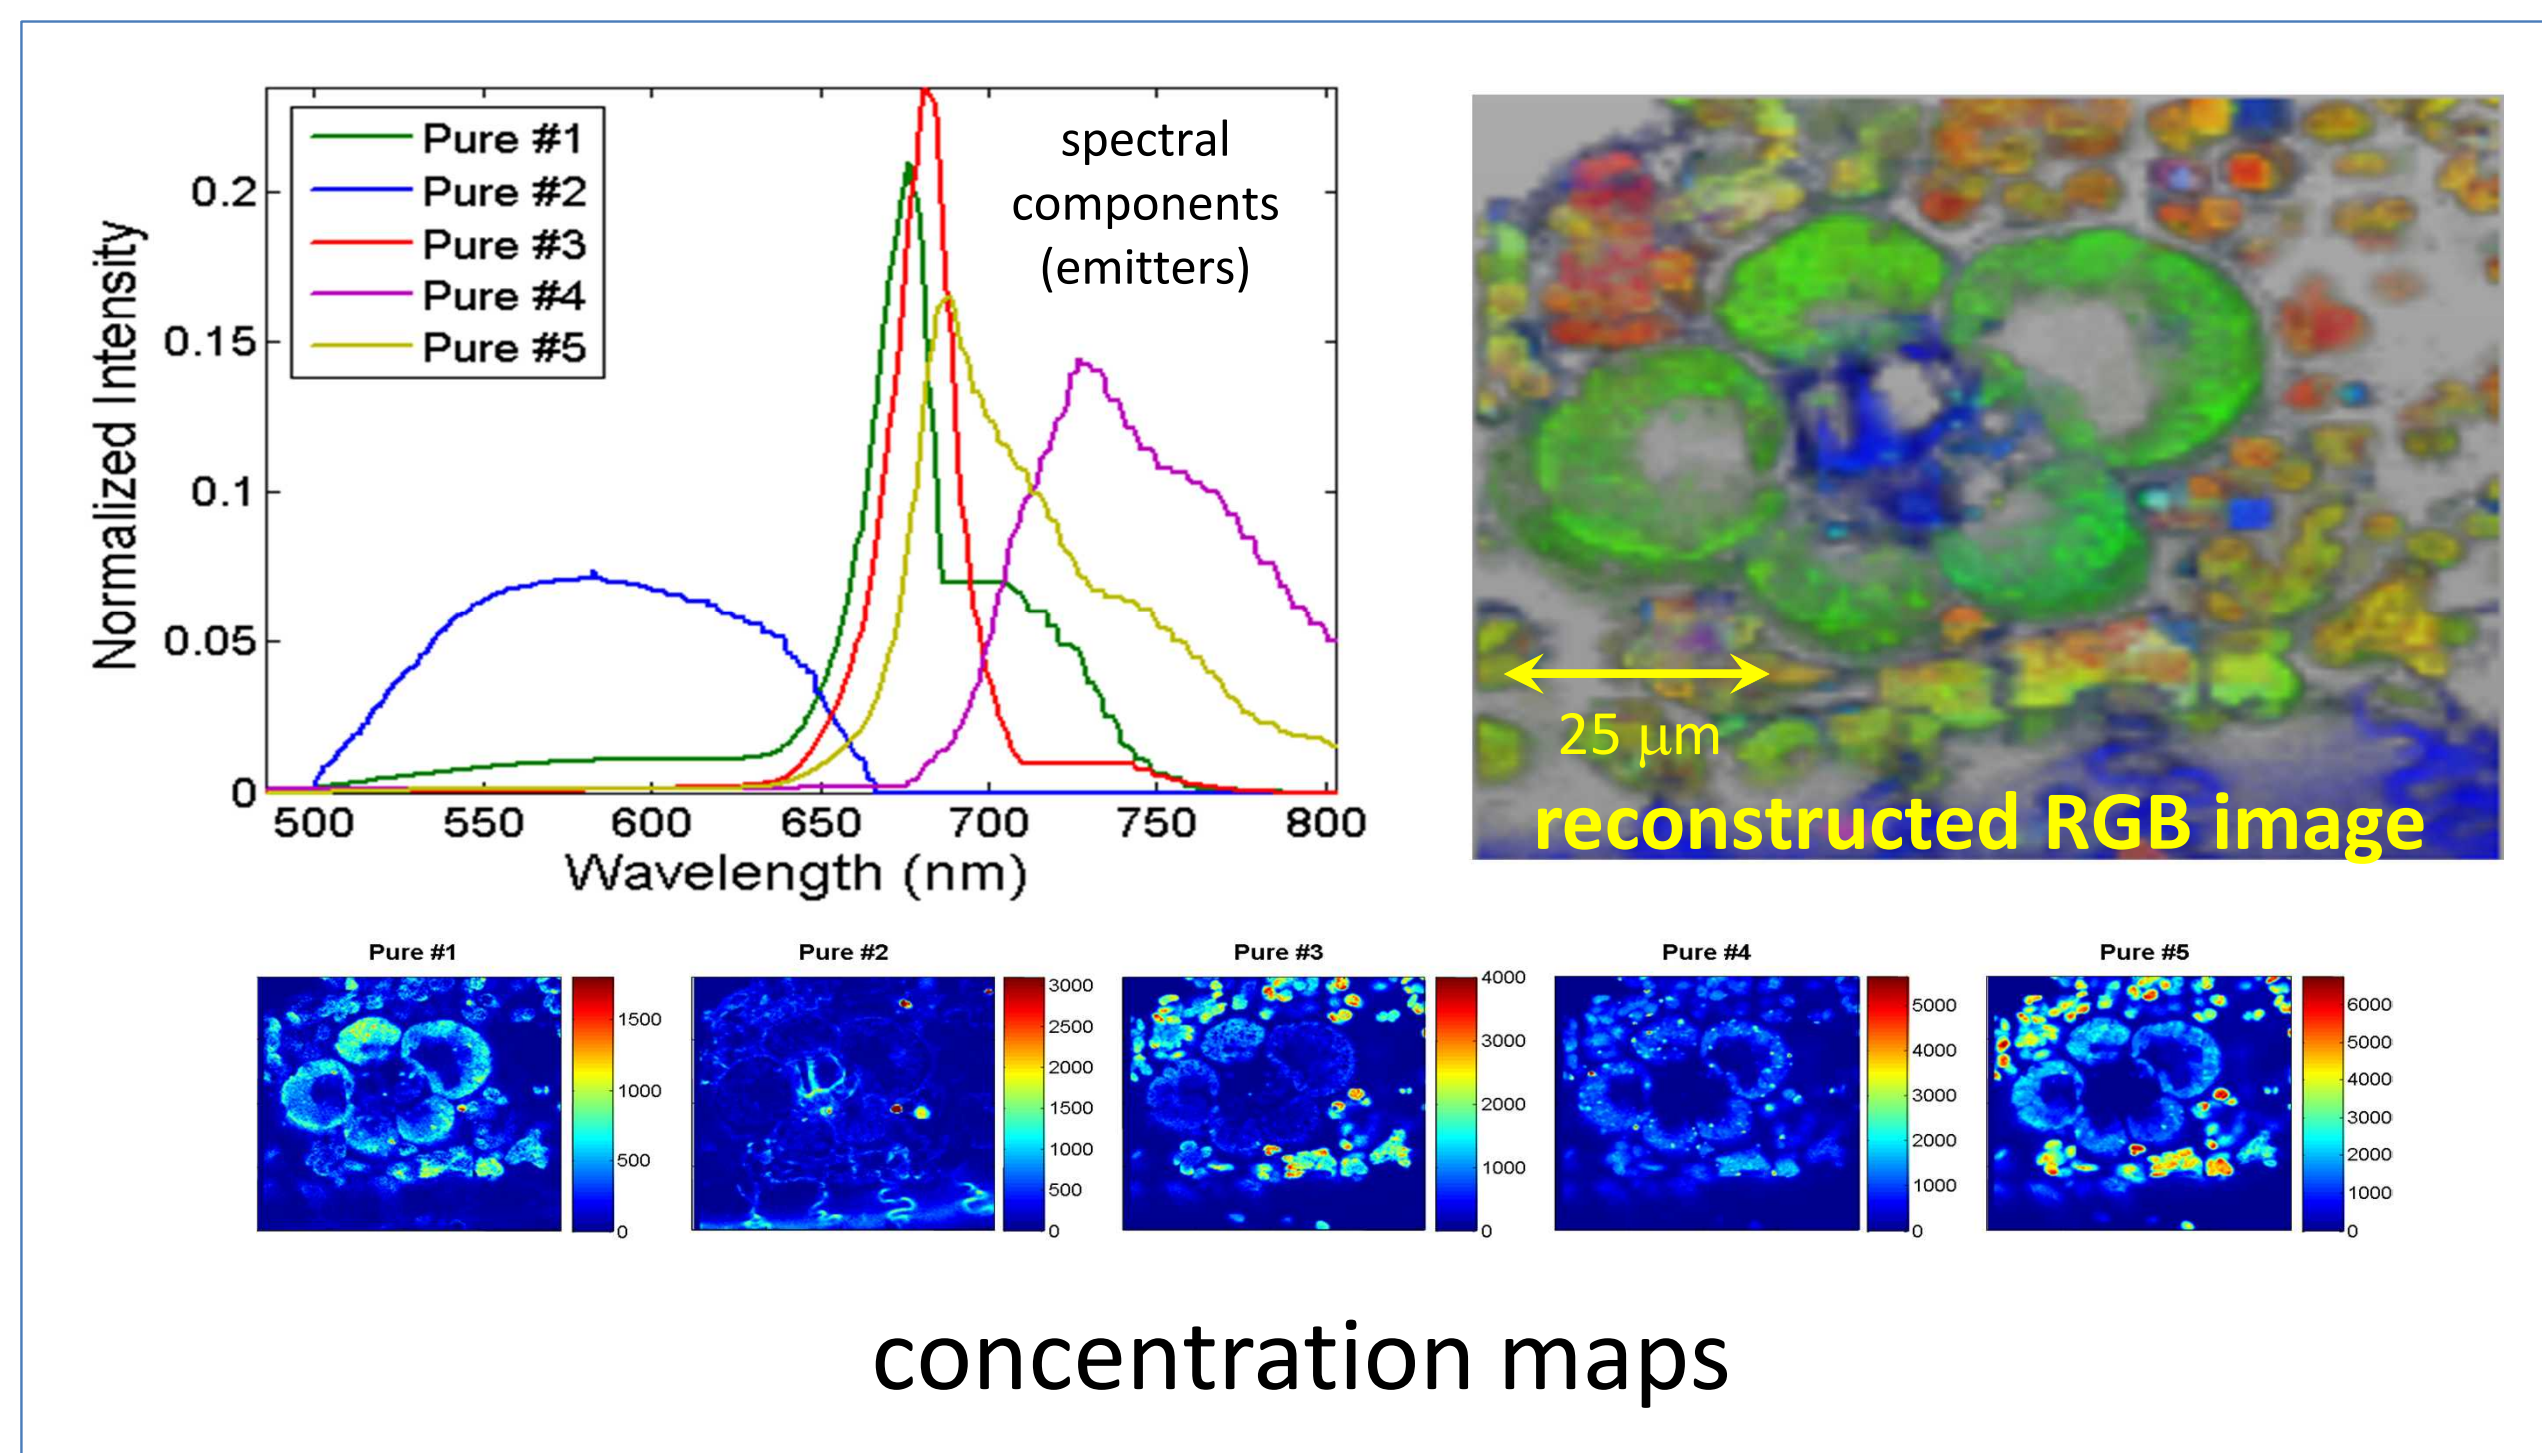 Pure #1
Pure #2
Pure #3
Pure #4
Pure #5
spectral
components
(emitters)
Normalized Intensity
0.2
0.15
0.1
0.05
0
500 550 600 650 700 750 800
Wavelength (nm)
25 μm
reconstructed RGB image
Pure #1
1500
1000
500
0
Pure #2
3000
2500
2000
1500
1000
500
0
Pure #3
4000
3000
2000
1000
0
Pure #4
5000
4000
3000
2000
1000
0
Pure #5
6000
5000
4000
3000
2000
1000
0
concentration maps